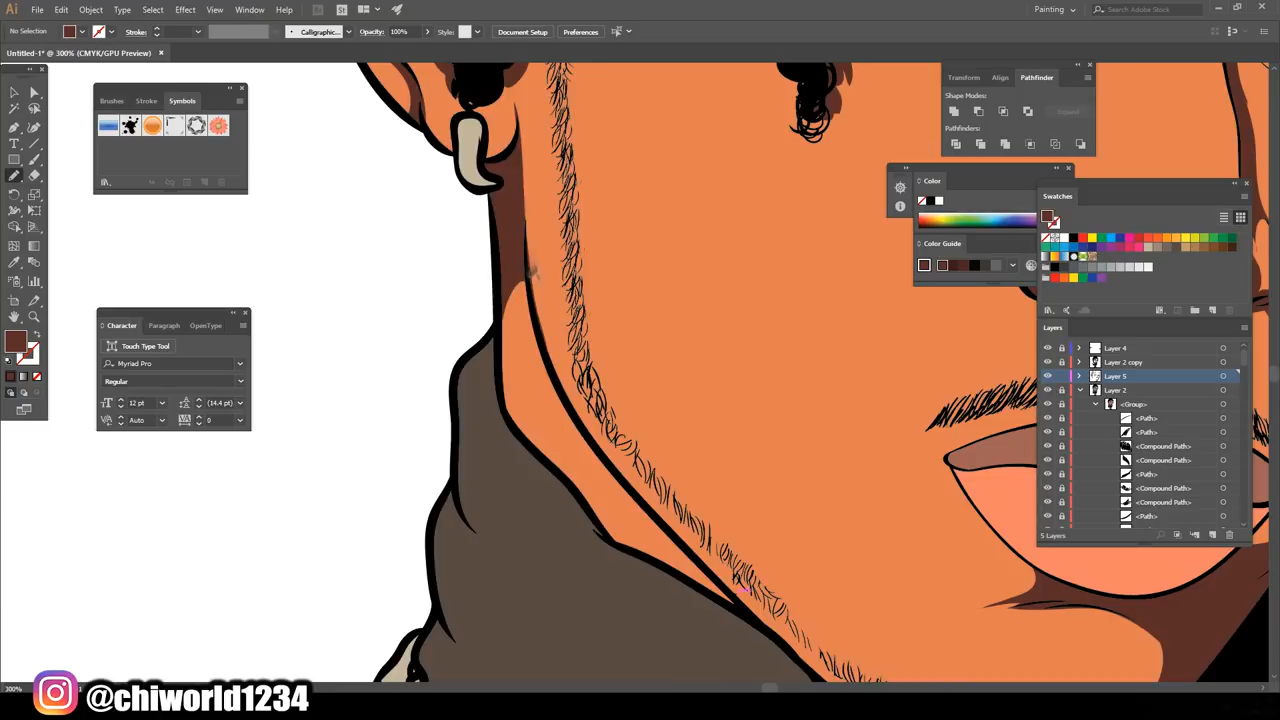 Ai File Edit Object Type Select Effect View Window Help Br St Painting Search Adobe Stock
No Selection Stroke: Calligraphic... Opacity: 100% Style: Document Setup Preferences
Untitled-1* @ 300% (CMYK/GPU Preview) ×
Brushes Stroke Symbols
Character Paragraph OpenType
Touch Type Tool
Myriad Pro
Regular
12 pt (14.4 pt)
Auto 0
Transform Align Pathfinder
Shape Modes:
Expand
Pathfinders:
Color
Color Guide
Swatches
Layers
Layer 4
Layer 2 copy
Layer 5
Layer 2
<Group>
<Path>
<Path>
<Compound Path>
<Compound Path>
<Path>
<Compound Path>
<Compound Path>
<Path>
5 Layers
300%
@chiworld1234